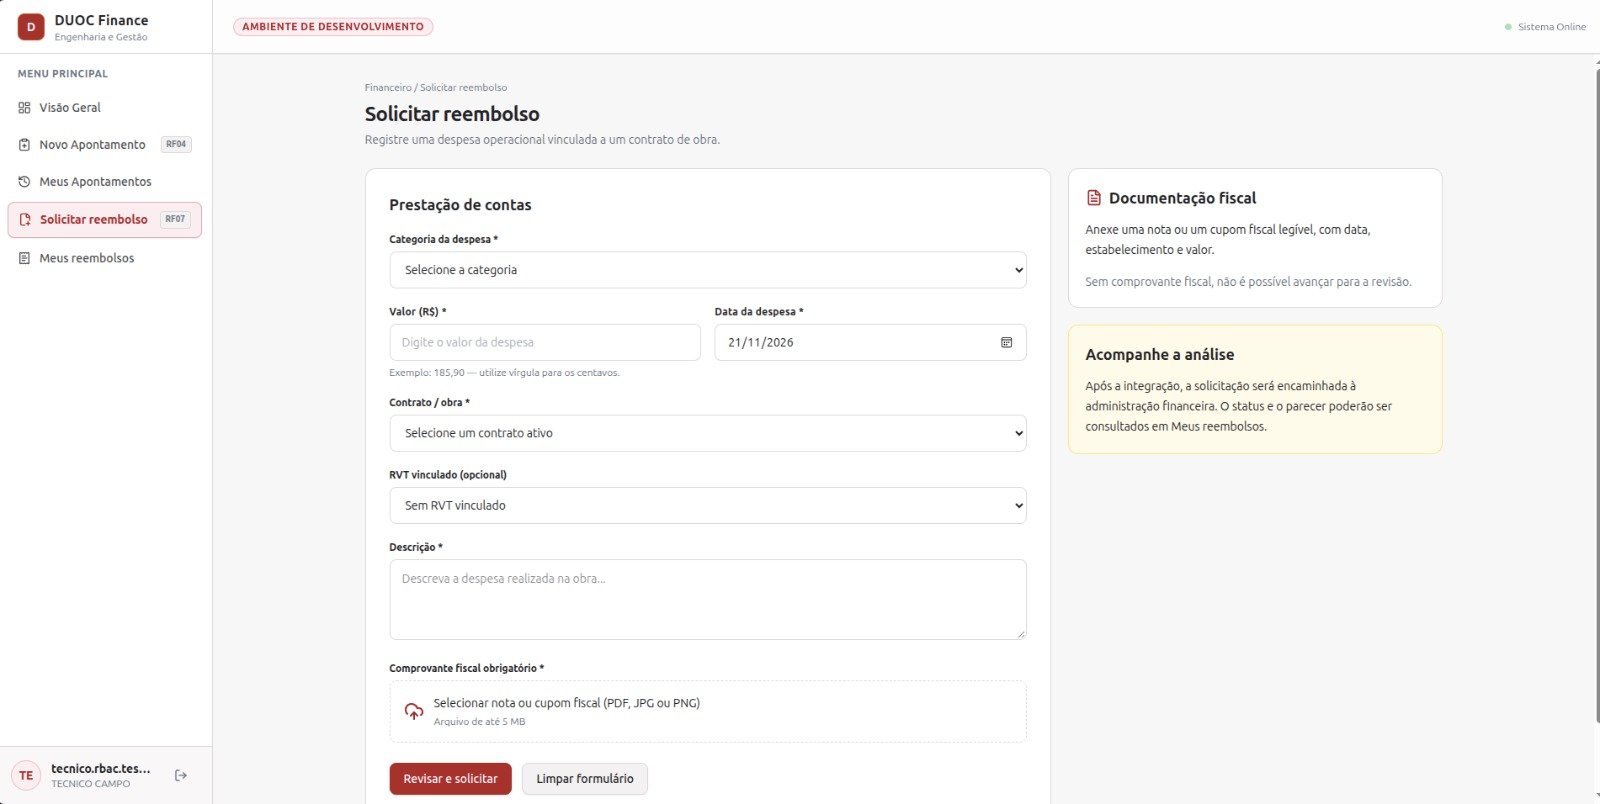 D
DUOC Finance
Engenharia e Gestão
MENU PRINCIPAL
Visão Geral
Novo Apontamento RF04
Meus Apontamentos
Solicitar reembolso RF07
Meus reembolsos
TE
tecnico.rbac.tes...
TECNICO CAMPO
AMBIENTE DE DESENVOLVIMENTO
Sistema Online
Financeiro / Solicitar reembolso
Solicitar reembolso
Registre uma despesa operacional vinculada a um contrato de obra.
Prestação de contas
Categoria da despesa *
Selecione a categoria
Valor (R$) *
Digite o valor da despesa
Exemplo: 185,90 — utilize vírgula para os centavos.
Data da despesa *
21/11/2026
Contrato / obra *
Selecione um contrato ativo
RVT vinculado (opcional)
Sem RVT vinculado
Descrição *
Descreva a despesa realizada na obra...
Comprovante fiscal obrigatório *
Selecionar nota ou cupom fiscal (PDF, JPG ou PNG)
Arquivo de até 5 MB
Revisar e solicitar
Limpar formulário
Documentação fiscal
Anexe uma nota ou um cupom fiscal legível, com data,
estabelecimento e valor.
Sem comprovante fiscal, não é possível avançar para a revisão.
Acompanhe a análise
Após a integração, a solicitação será encaminhada à
administração financeira. O status e o parecer poderão ser
consultados em Meus reembolsos.